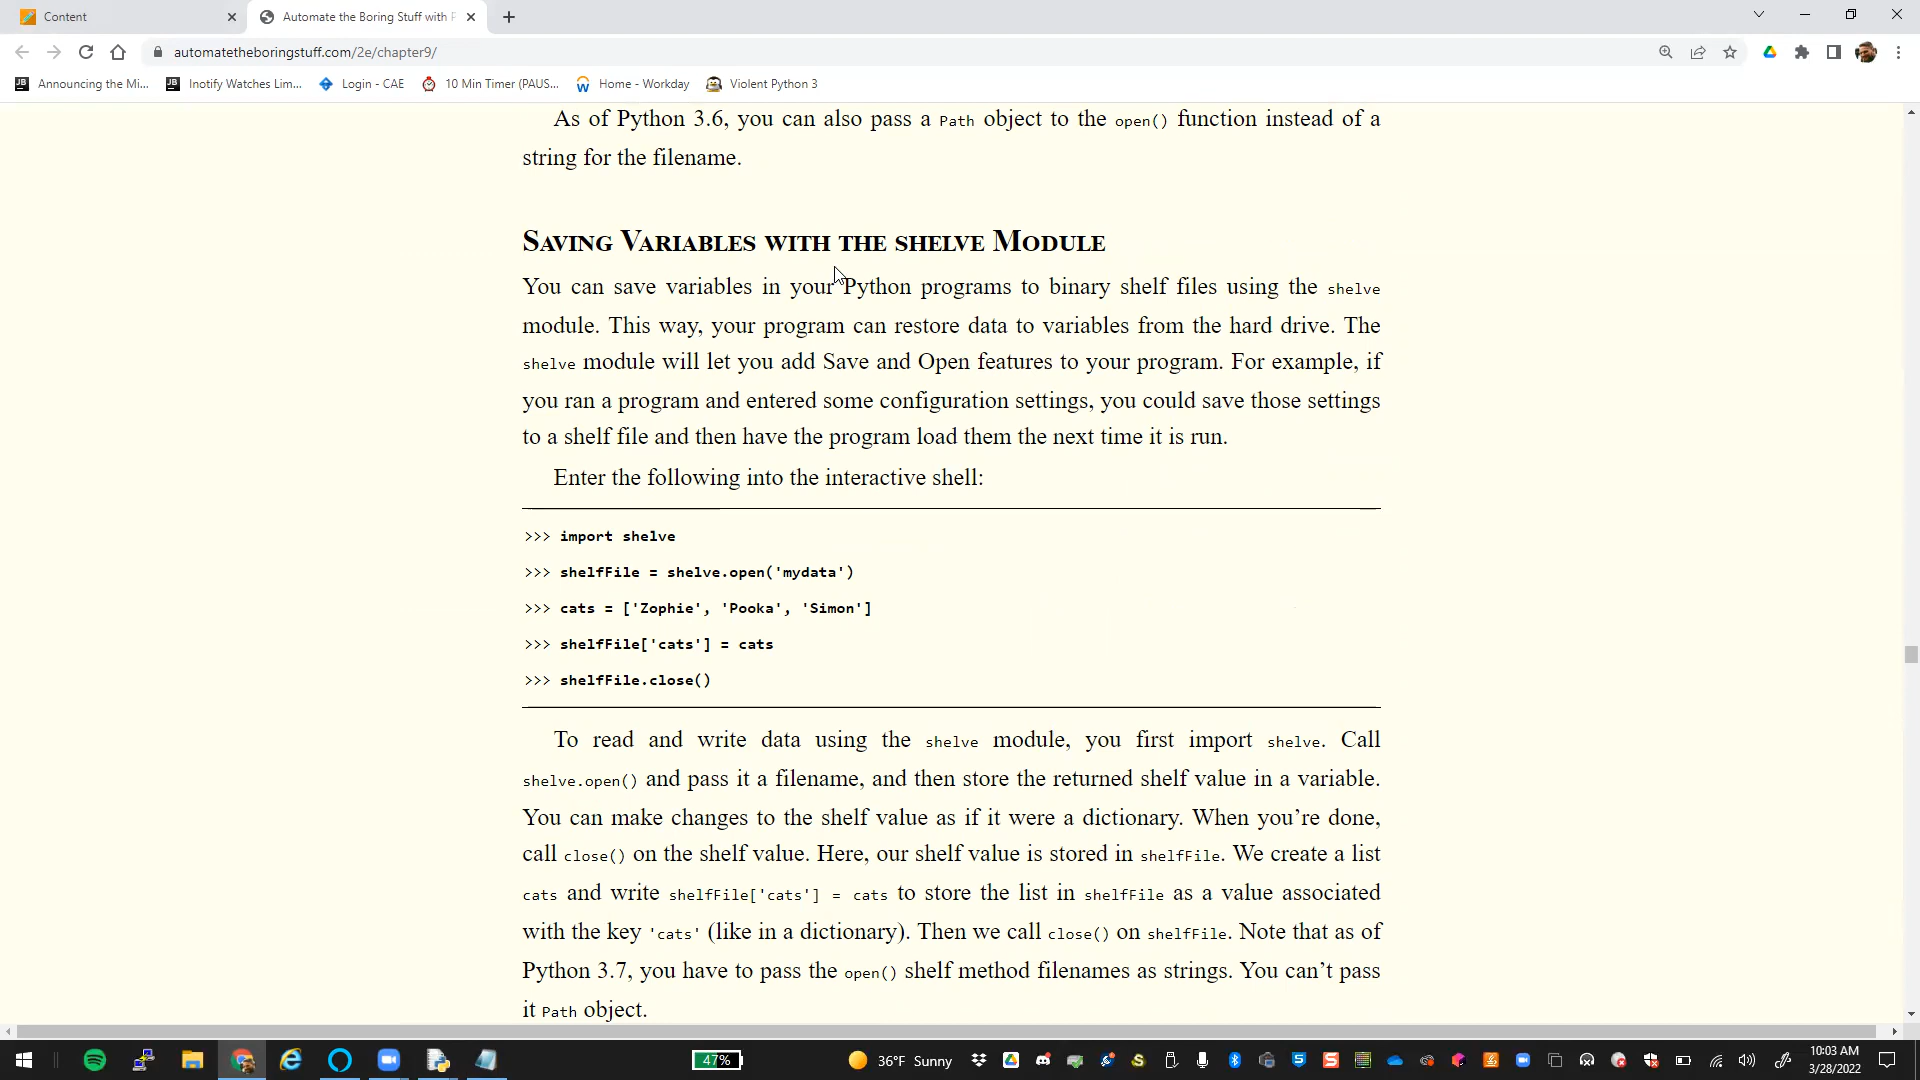 Content
Automate the Boring Stuff with P
automatetheboringstuff.com/2e/chapter9/
Announcing the Mi...
Inotify Watches Lim...
Login - CAE
10 Min Timer (PAUS...
Home - Workday
Violent Python 3
As of Python 3.6, you can also pass a Path object to the open() function instead of a
string for the filename.
SAVING VARIABLES WITH THE SHELVE MODULE
You can save variables in your Python programs to binary shelf files using the shelve
module. This way, your program can restore data to variables from the hard drive. The
shelve module will let you add Save and Open features to your program. For example, if
you ran a program and entered some configuration settings, you could save those settings
to a shelf file and then have the program load them the next time it is run.
Enter the following into the interactive shell:
>>> import shelve
>>> shelfFile = shelve.open('mydata')
>>> cats = ['Zophie', 'Pooka', 'Simon']
>>> shelfFile['cats'] = cats
>>> shelfFile.close()
To read and write data using the shelve module, you first import shelve. Call
shelve.open() and pass it a filename, and then store the returned shelf value in a variable.
You can make changes to the shelf value as if it were a dictionary. When you’re done,
call close() on the shelf value. Here, our shelf value is stored in shelfFile. We create a list
cats and write shelfFile['cats'] = cats to store the list in shelfFile as a value associated
with the key 'cats' (like in a dictionary). Then we call close() on shelfFile. Note that as of
Python 3.7, you have to pass the open() shelf method filenames as strings. You can’t pass
it Path object.
47%
36°F Sunny
10:03 AM
3/28/2022